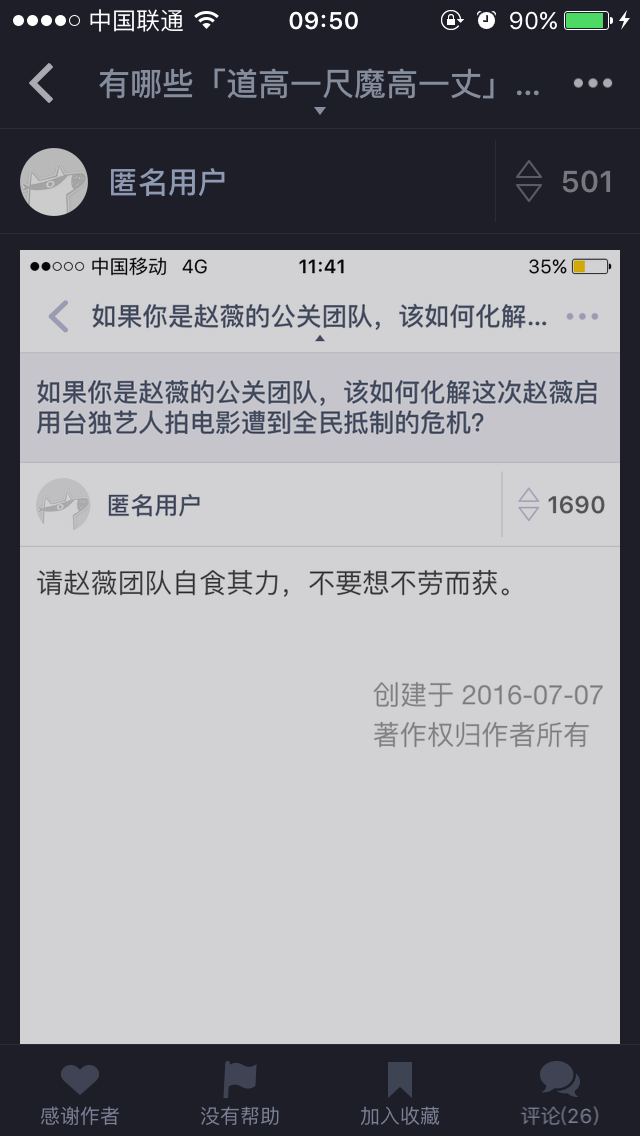 中国联通 09:50 90%
有哪些「道高一尺魔高一丈」...
匿名用户 501
中国移动 4G 11:41 35%
如果你是赵薇的公关团队，该如何化解...
如果你是赵薇的公关团队，该如何化解这次赵薇启
用台独艺人拍电影遭到全民抵制的危机？
匿名用户 1690
请赵薇团队自食其力，不要想不劳而获。
创建于 2016-07-07
著作权归作者所有
感谢作者 没有帮助 加入收藏 评论(26)